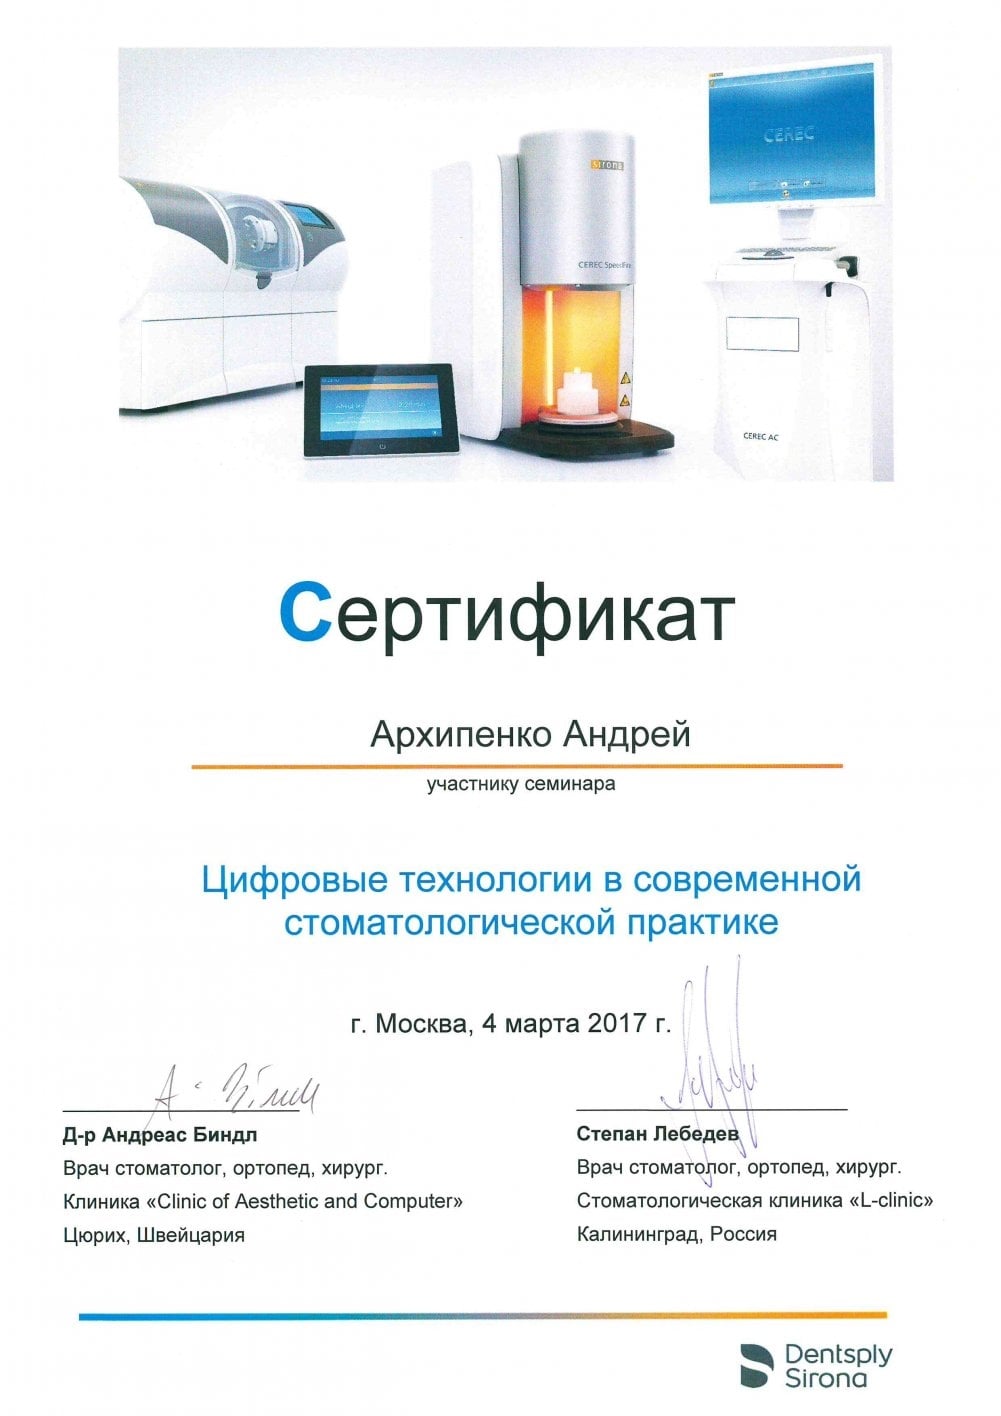 sirona
CEREC SpeedFire
CEREC
CEREC AC
Сертификат
Архипенко Андрей
участнику семинара
Цифровые технологии в современной
стоматологической практике
г. Москва, 4 марта 2017 г.
Д-р Андреас Биндл
Врач стоматолог, ортопед, хирург.
Клиника «Clinic of Aesthetic and Computer»
Цюрих, Швейцария
Степан Лебедев
Врач стоматолог, ортопед, хирург.
Стоматологическая клиника «L-clinic»
Калининград, Россия
Dentsply
Sirona